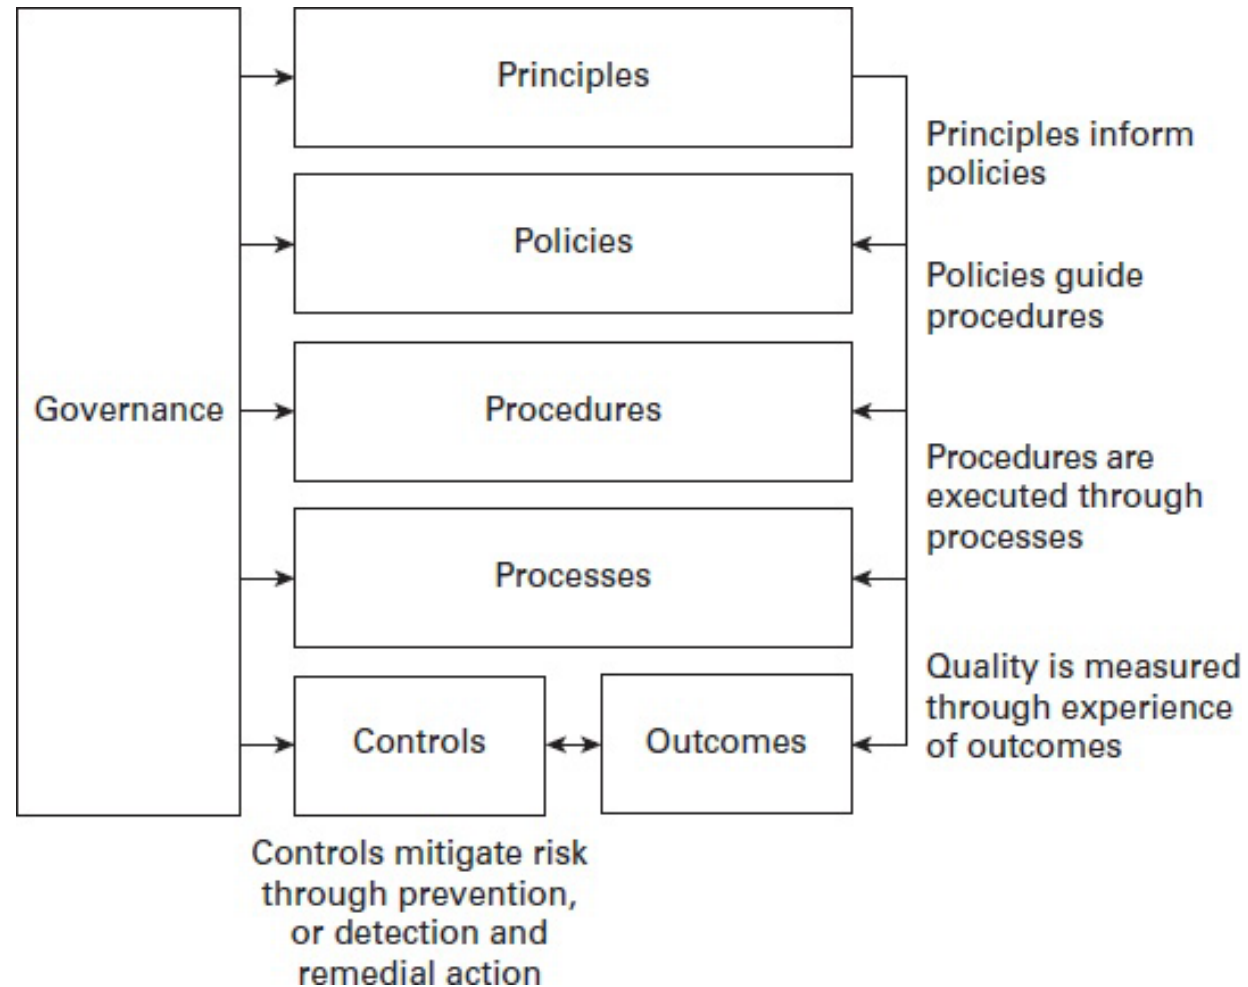 Principles
Principles inform
policies
Policies
Policies guide
procedures
Governance
Procedures
Procedures are
executed through
processes
Processes
Quality is measured
through experience
of outcomes
Controls
Outcomes
Controls mitigate risk
through prevention,
or detection and
remedial action